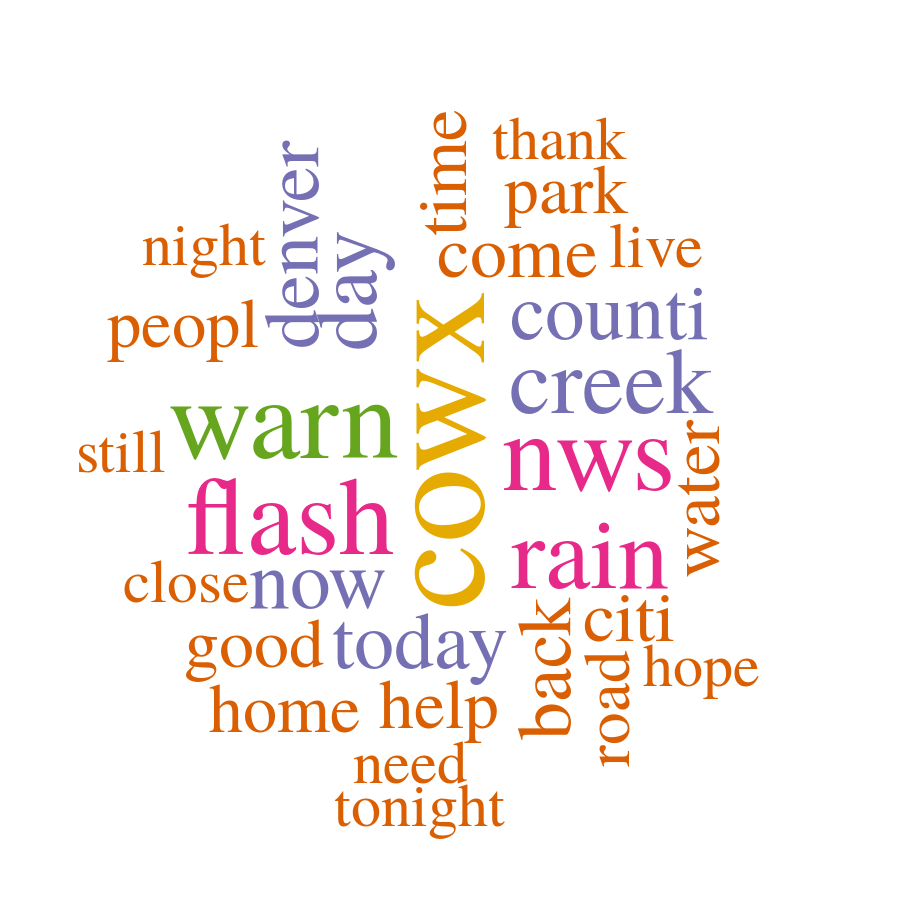 time
thank
park
denver
night
day
come
live
peopl
cowx
counti
creek
warn
nws
still
water
flash
rain
close
now
back
citi
good
today
road
hope
home
help
need
tonight